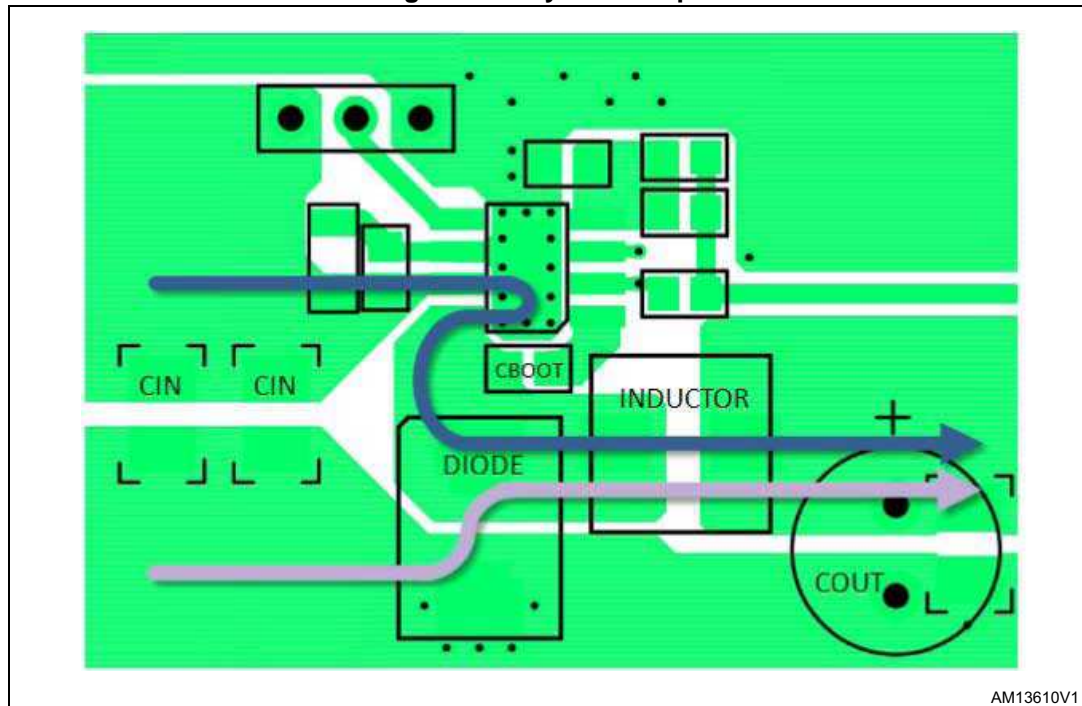 CIN
CIN
CBOOT
INDUCTOR
DIODE
+
COUT
AM13610V1